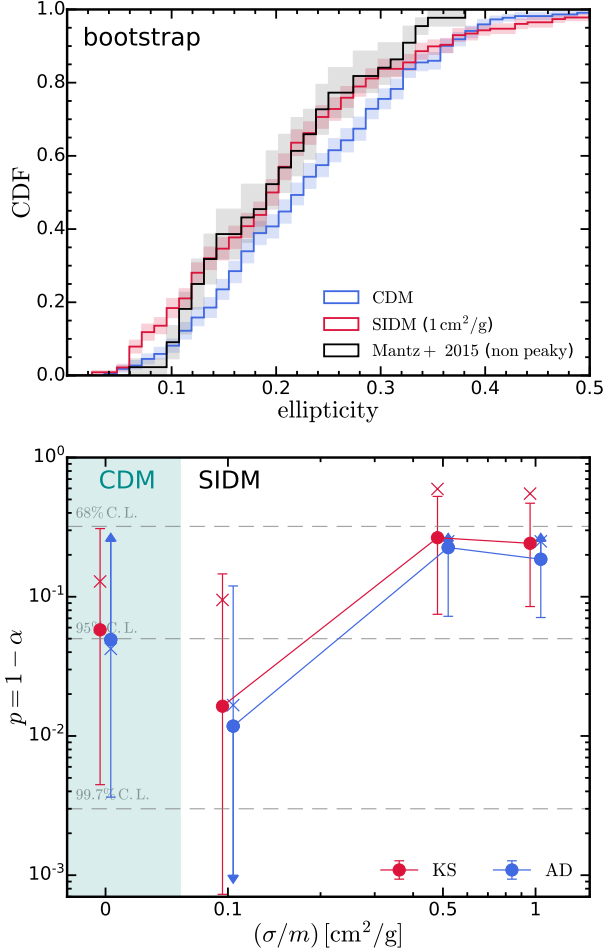 1.0
bootstrap
0.8
0.6
CDF
0.4
CDM
0.2
SIDM (1 cm²/g)
Mantz+ 2015 (non peaky)
0.0
0.1 0.2 0.3 0.4 0.5
ellipticity
10⁰
CDM SIDM
68% C.L.
10⁻¹
95% C.L.
p = 1 − α
10⁻²
99.7% C.L.
10⁻³
KS AD
0 0.1 0.5 1
(σ/m) [cm²/g]